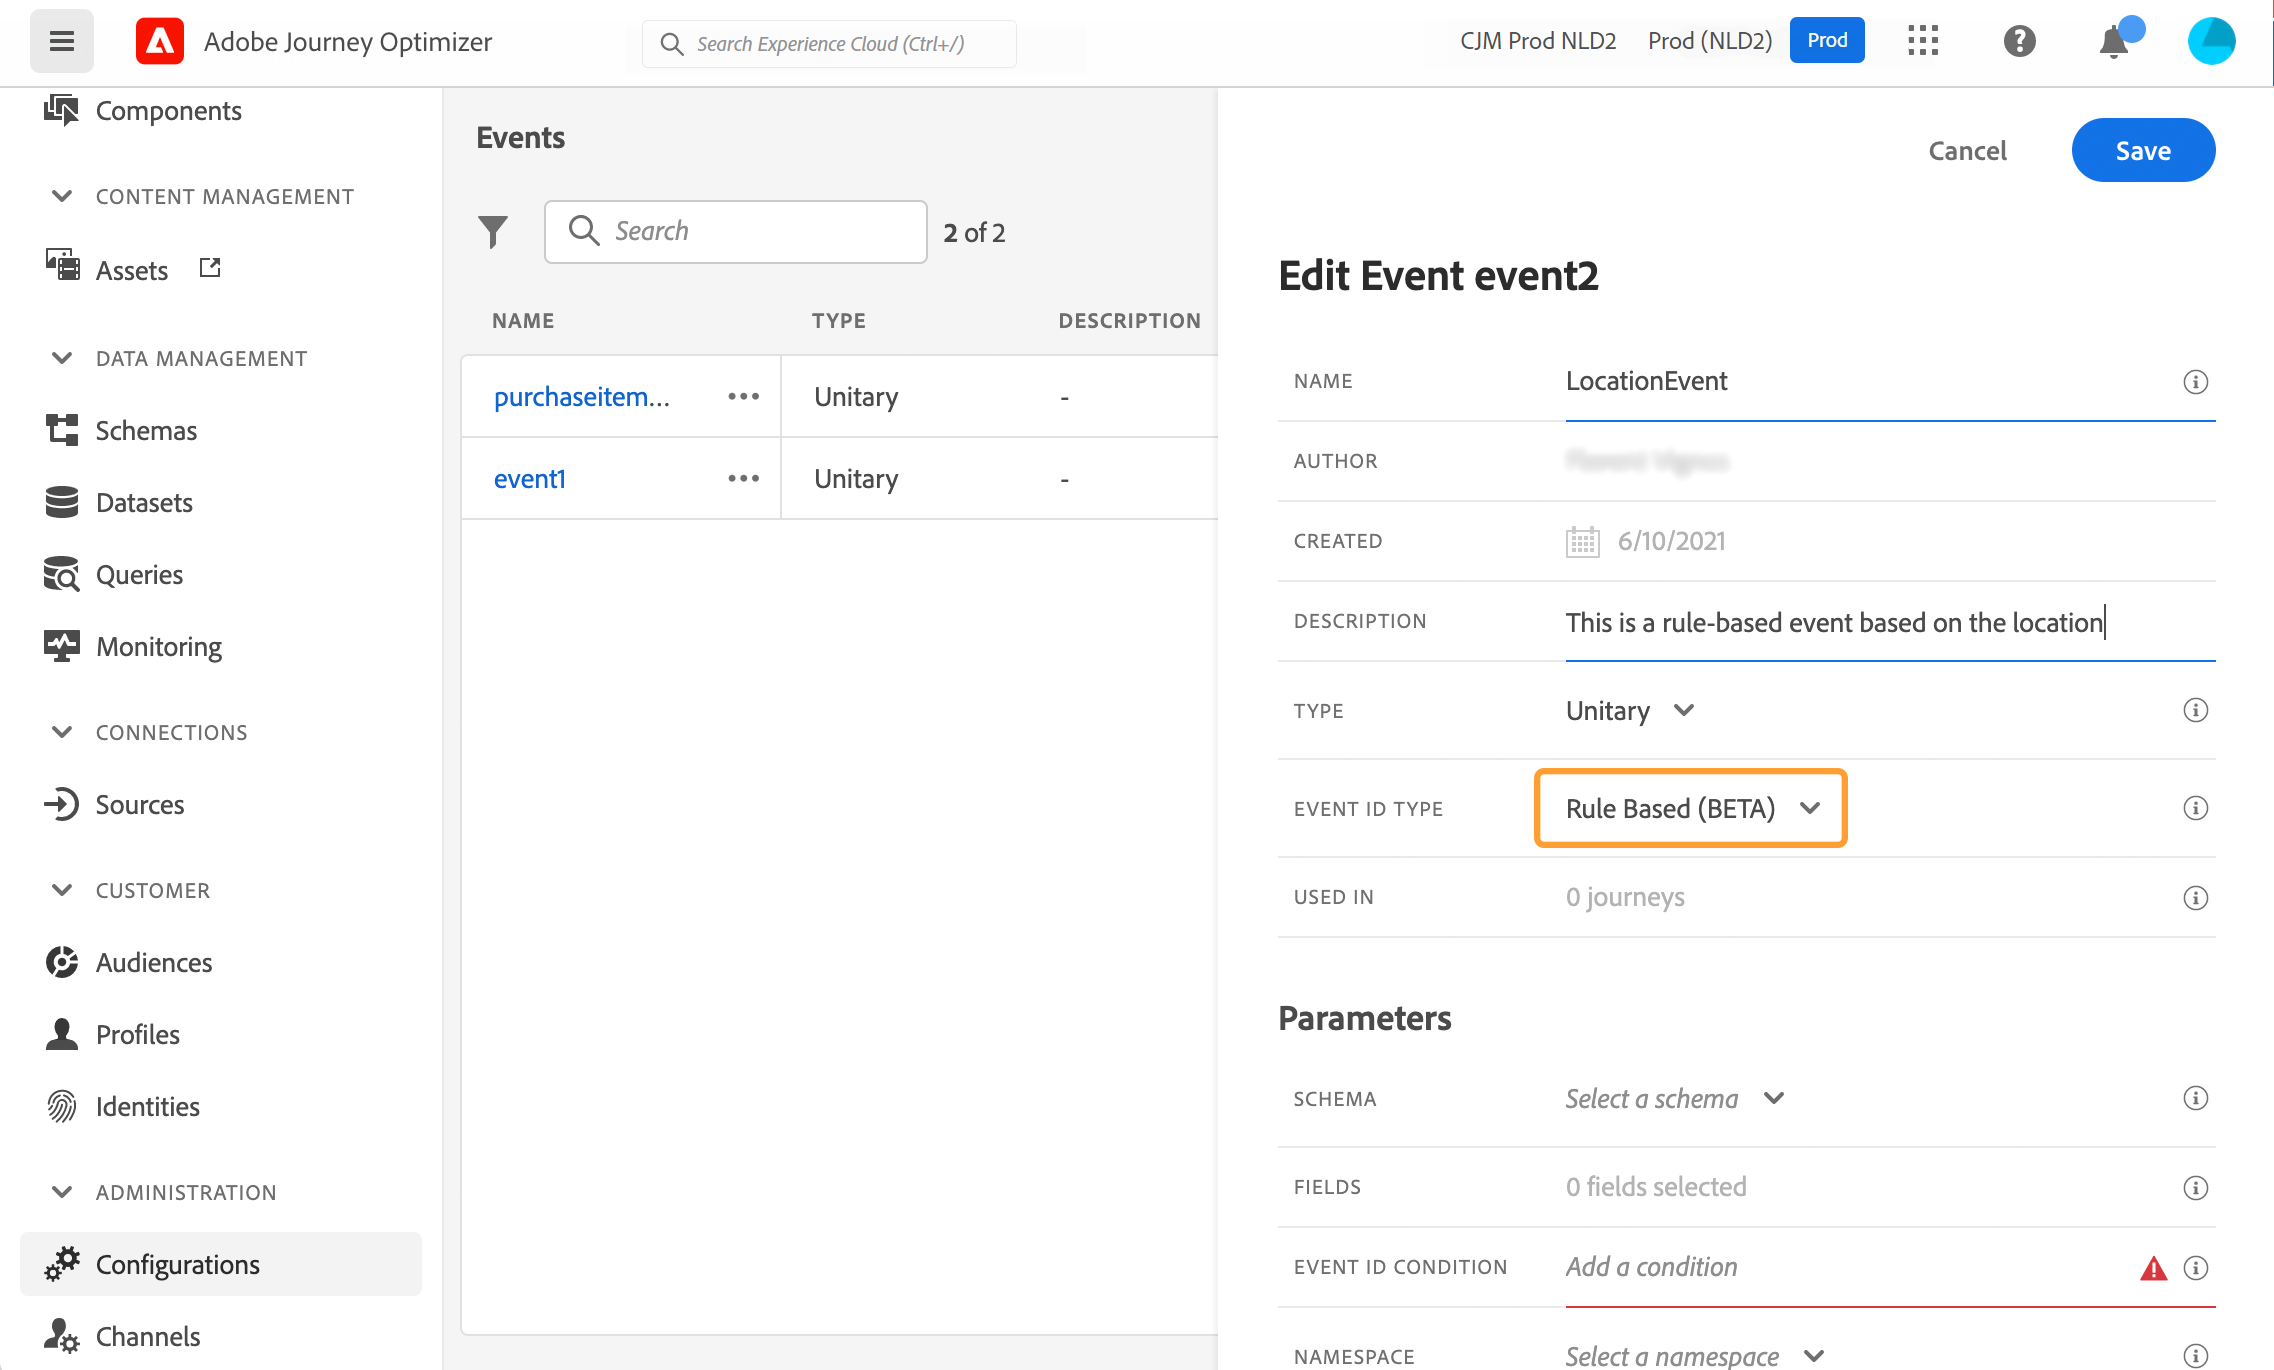 Adobe Journey Optimizer
Search Experience Cloud (Ctrl+/)
CJM Prod NLD2
Prod (NLD2)
Prod
Components
CONTENT MANAGEMENT
Assets
DATA MANAGEMENT
Schemas
Datasets
Queries
Monitoring
CONNECTIONS
Sources
CUSTOMER
Audiences
Profiles
Identities
ADMINISTRATION
Configurations
Channels
Events
Search
2 of 2
NAME TYPE DESCRIPTION
purchaseitem... Unitary -
event1 Unitary -
Cancel
Save
Edit Event event2
NAME LocationEvent
AUTHOR
CREATED 6/10/2021
DESCRIPTION This is a rule-based event based on the location
TYPE Unitary
EVENT ID TYPE Rule Based (BETA)
USED IN 0 journeys
Parameters
SCHEMA Select a schema
FIELDS 0 fields selected
EVENT ID CONDITION Add a condition
NAMESPACE Select a namespace